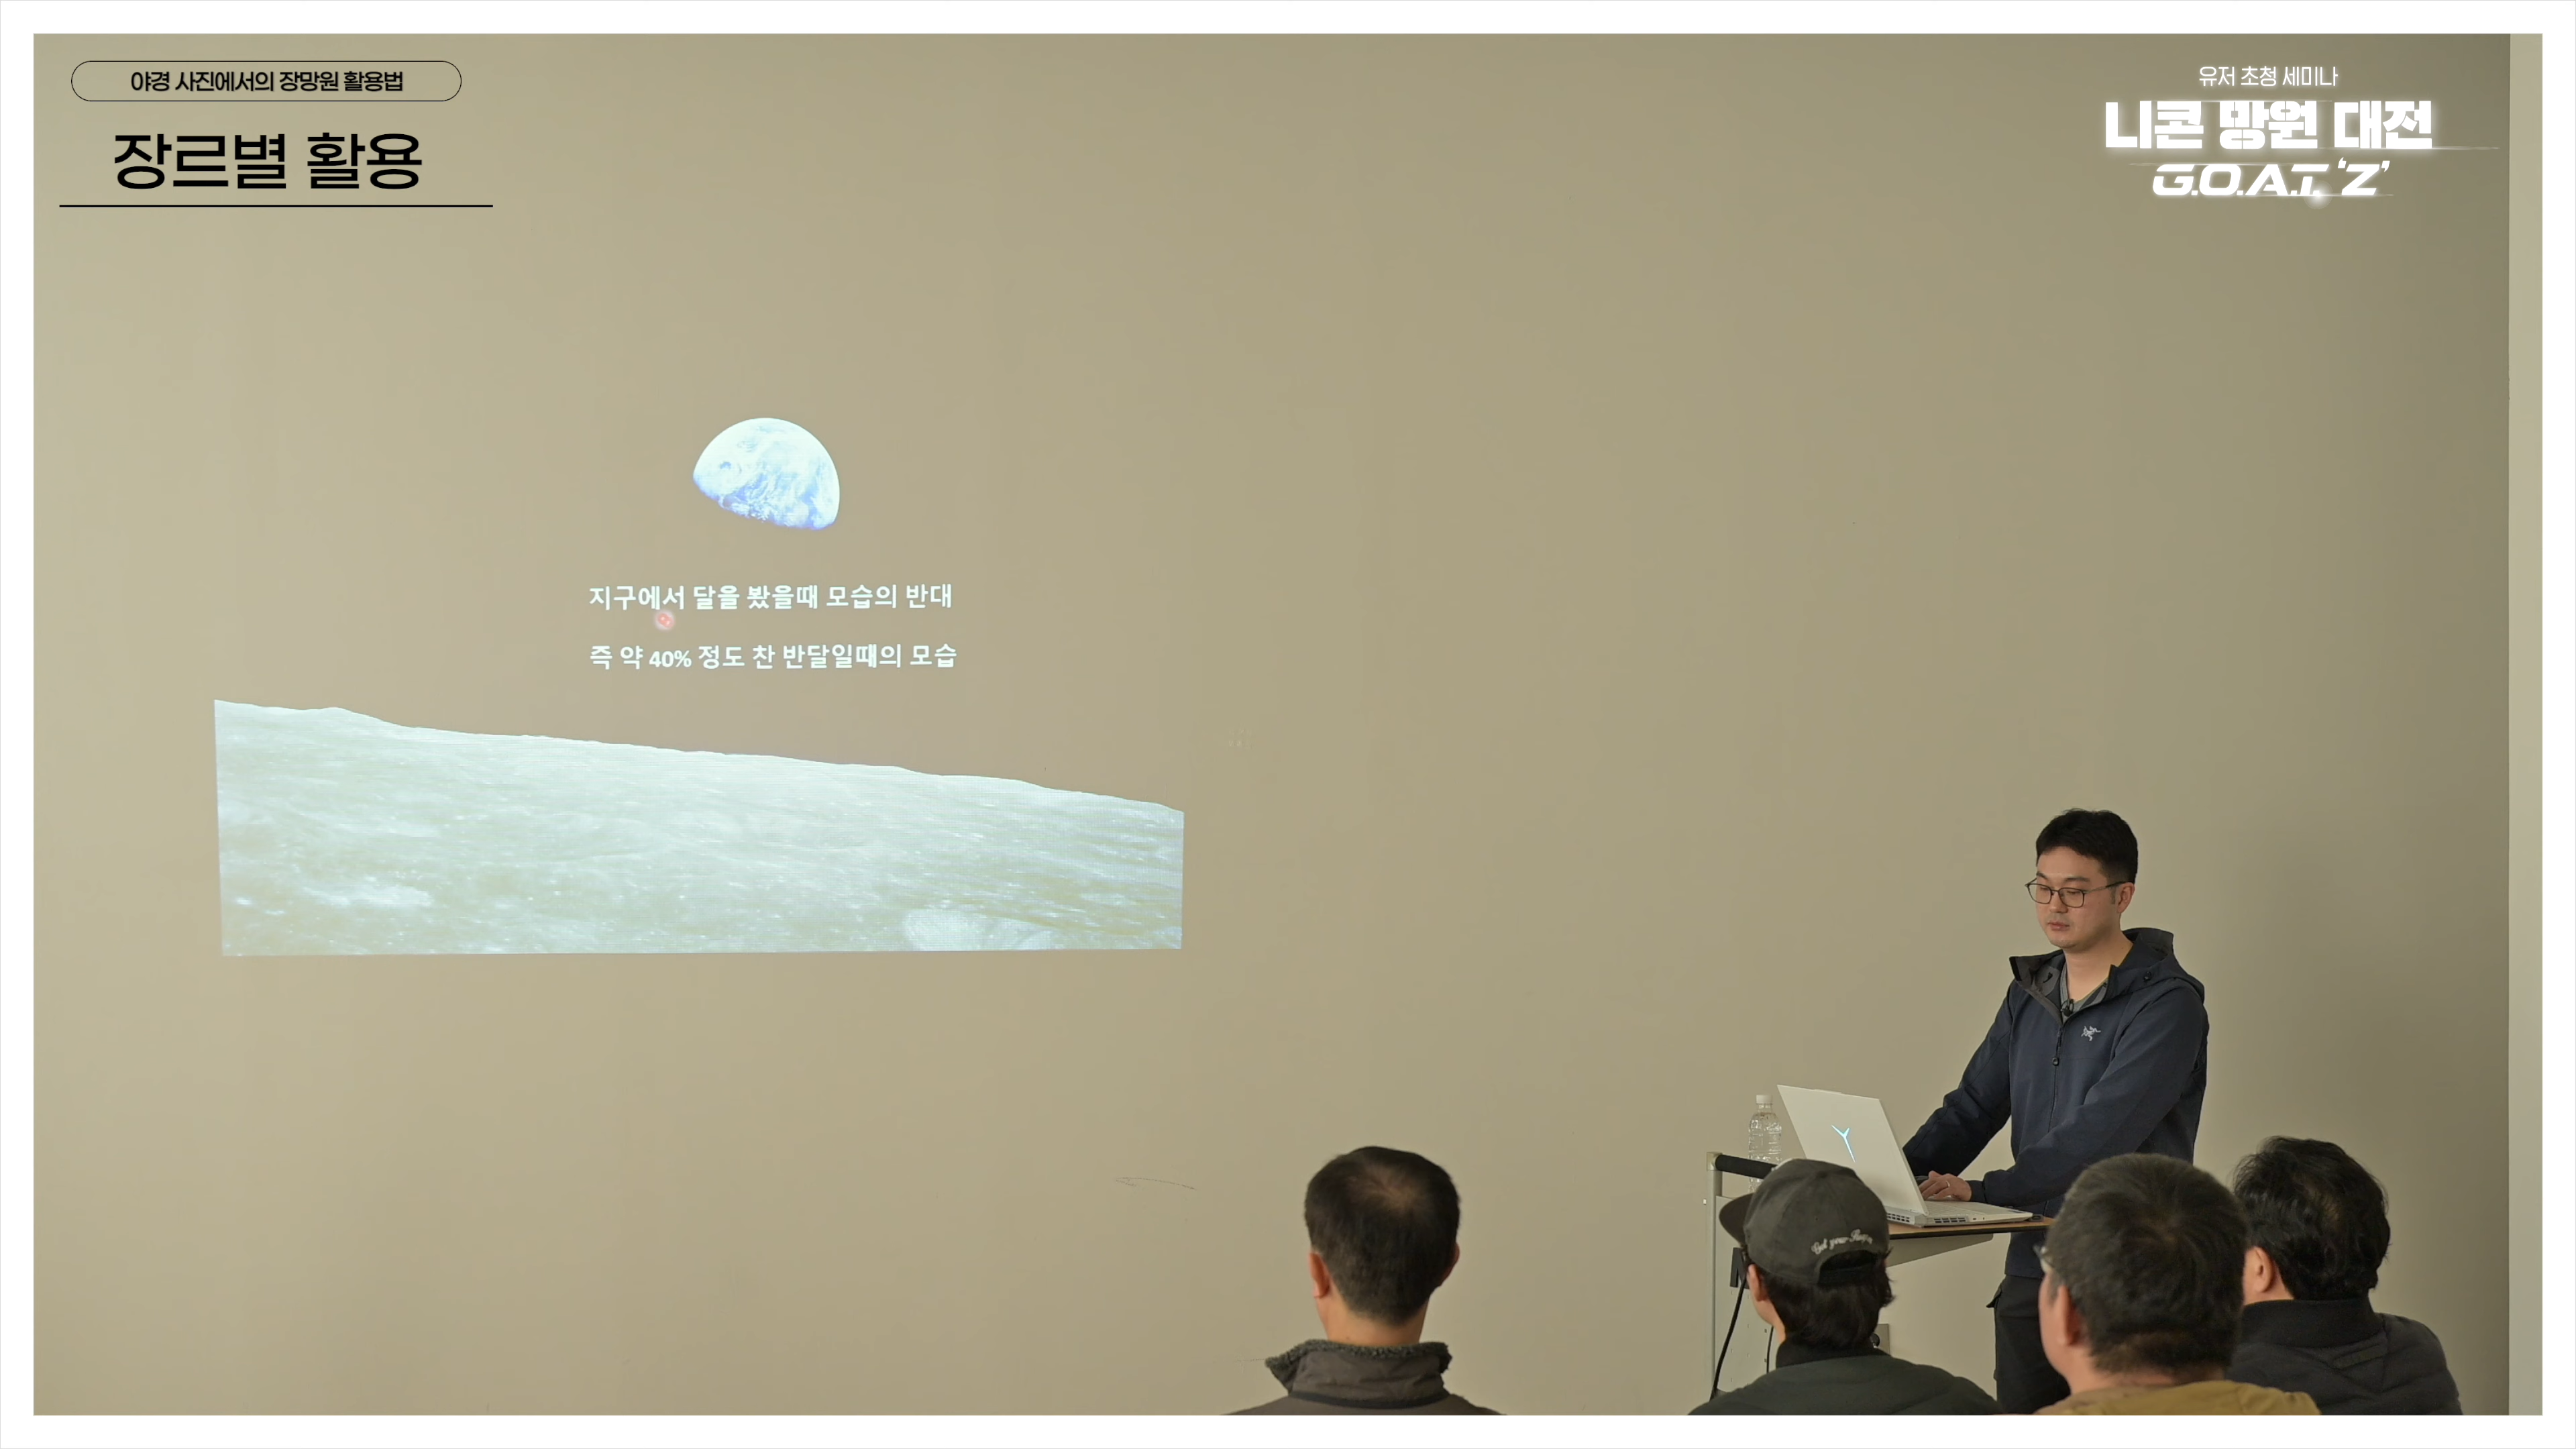 야경 사진에서의 장망원 활용법
장르별 활용
유저 초청 세미나
니콘 망원 대전
G.O.A.T. 'Z'
지구에서 달을 봤을때 모습의 반대
즉 약 40% 정도 찬 반달일때의 모습